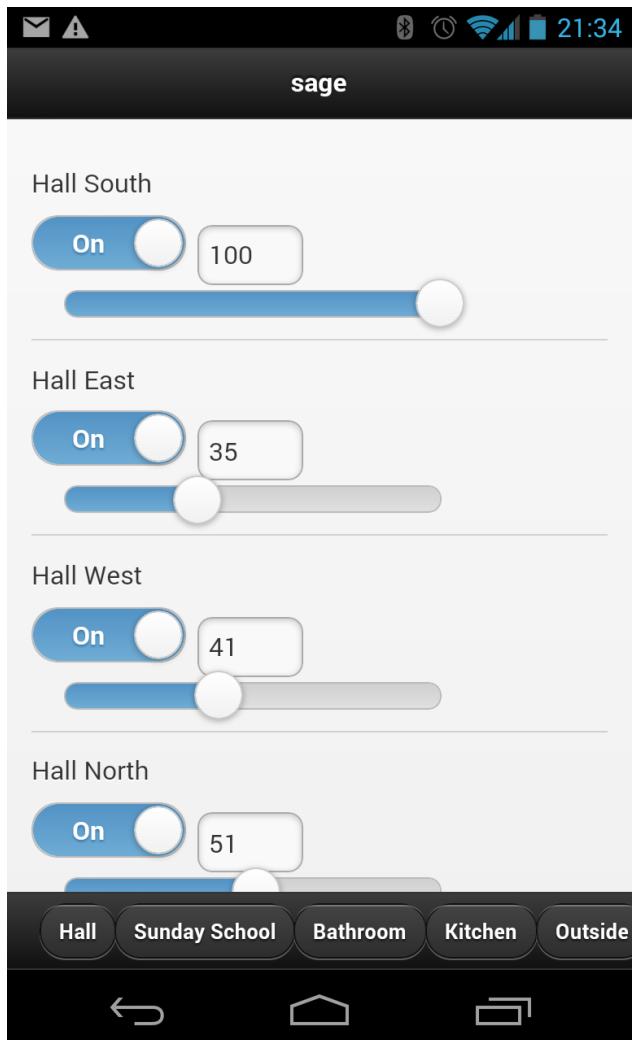 21:34
sage
Hall South
On 100
Hall East
On 35
Hall West
On 41
Hall North
On 51
Hall Sunday School Bathroom Kitchen Outside